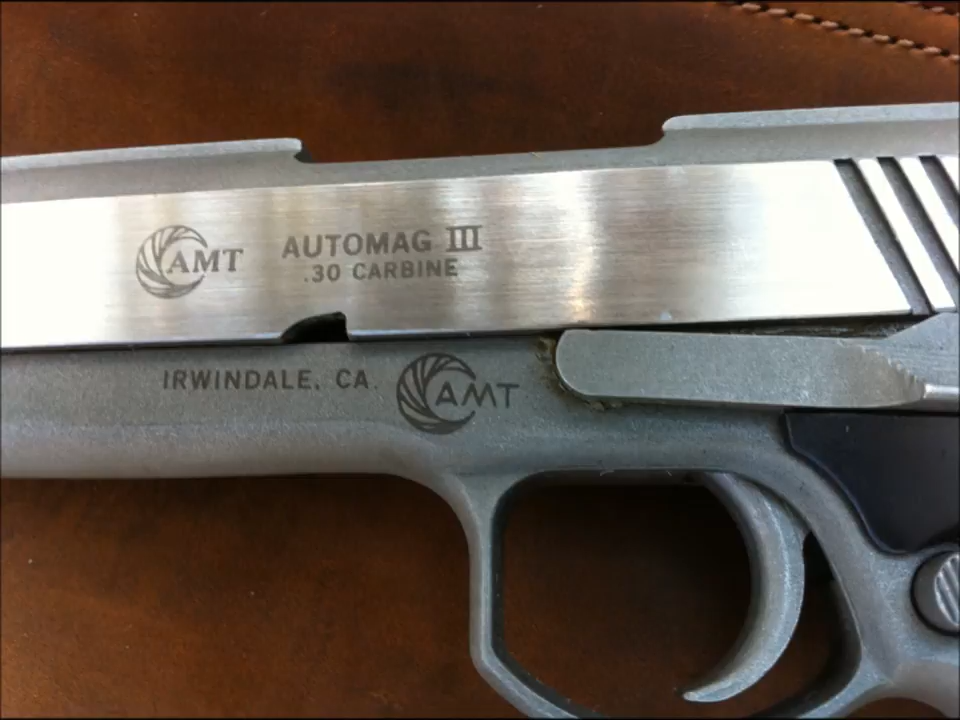 AMT
AUTOMAG III
.30 CARBINE
IRWINDALE, CA.
AMT